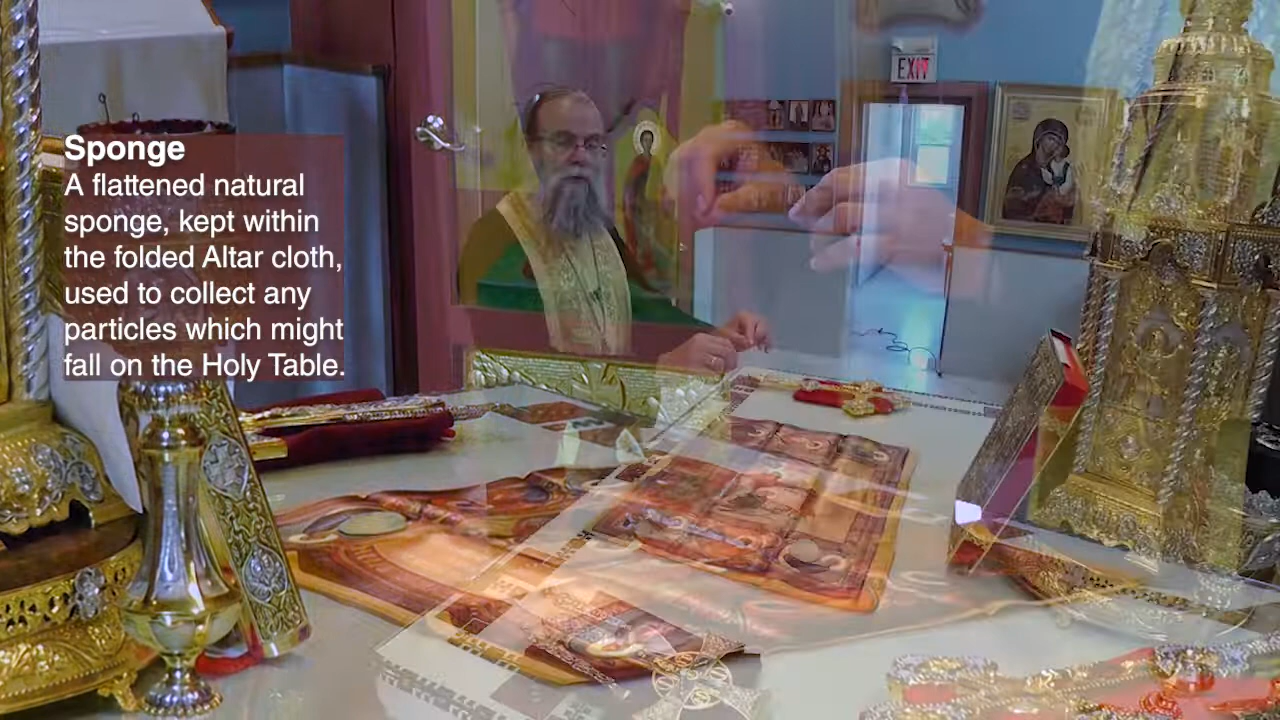 Sponge
A flattened natural
sponge, kept within
the folded Altar cloth,
used to collect any
particles which might
fall on the Holy Table.
EXIT